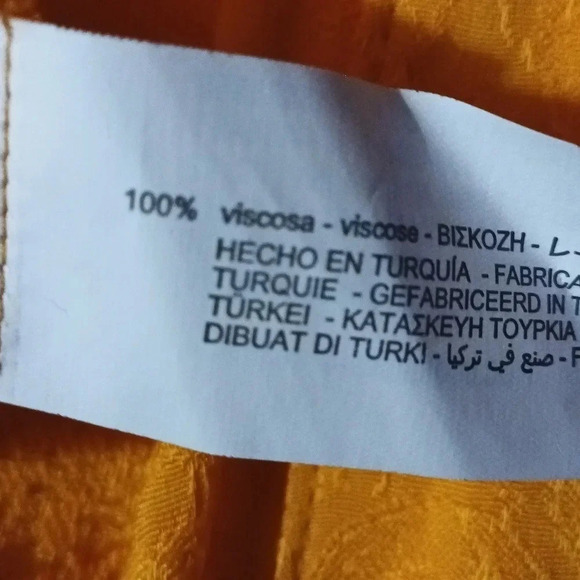 100% viscosa - viscose - ΒΙΣΚΟΖΗ -
HECHO EN TURQUÍA - FABRICA
TURQUIE - GEFABRICEERD IN T
TÜRKEI - ΚΑΤΑΣΚΕΥΗ ΤΟΥΡΚΙΑ
DIBUAT DI TURKI - صنع في تركيا - F